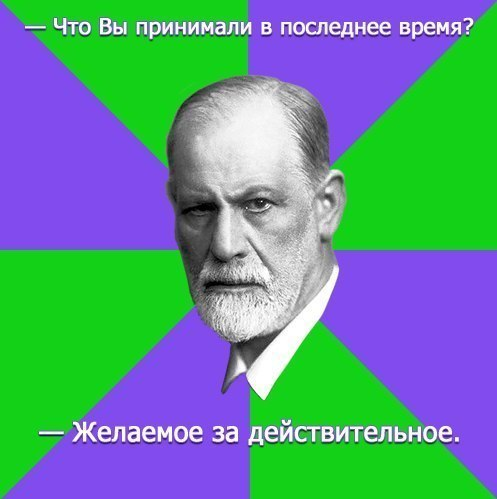 — Что Вы принимали в последнее время?
— Желаемое за действительное.